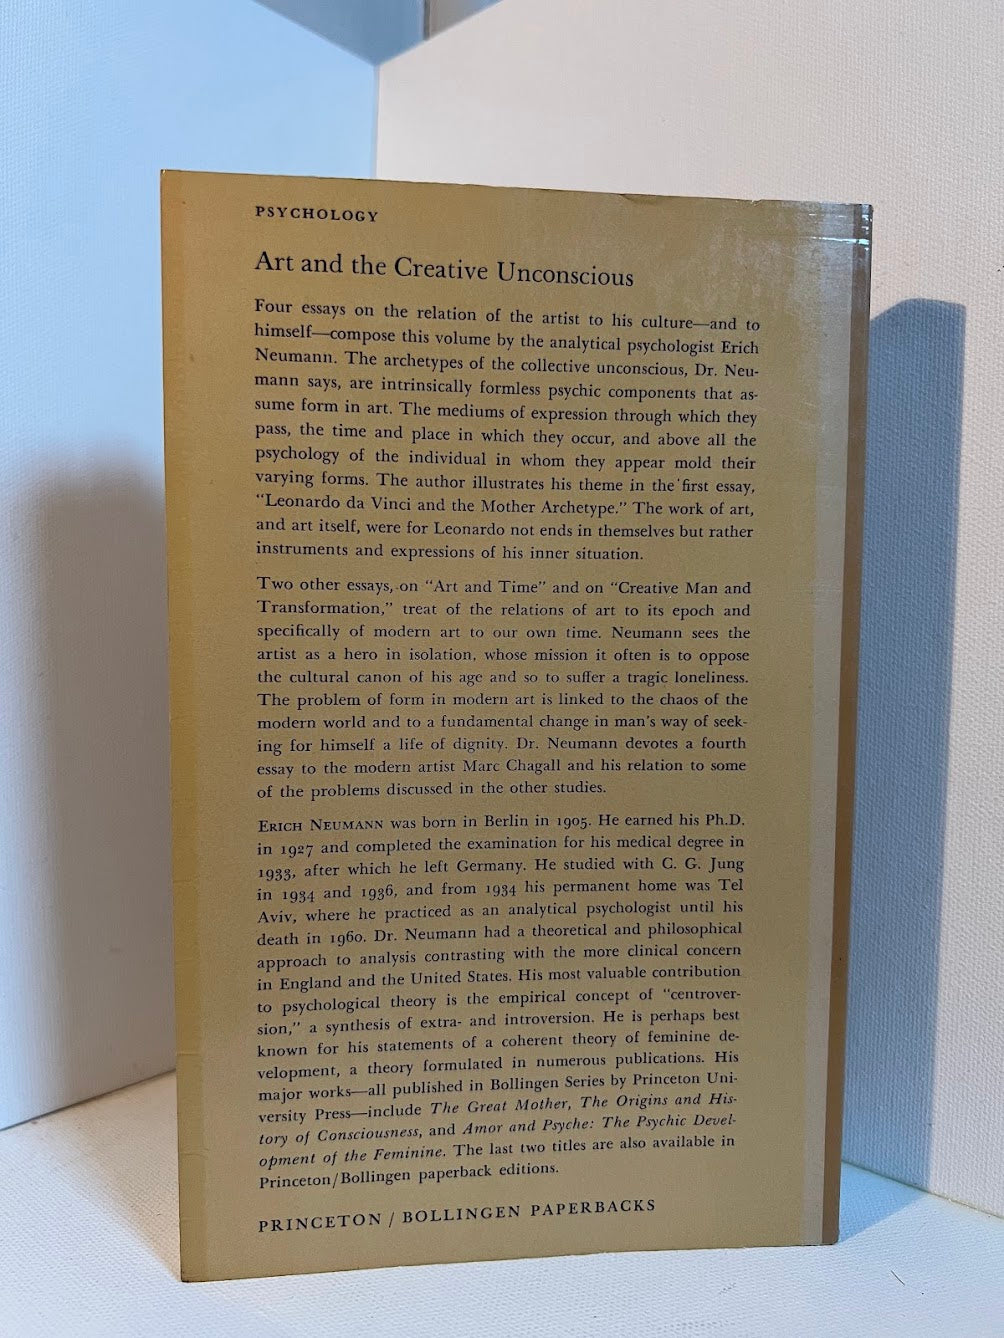 PSYCHOLOGY
Art and the Creative Unconscious
Four essays on the relation of the artist to his culture—and to
himself—compose this volume by the analytical psychologist Erich
Neumann. The archetypes of the collective unconscious, Dr. Neu-
mann says, are intrinsically formless psychic components that as-
sume form in art. The mediums of expression through which they
pass, the time and place in which they occur, and above all the
psychology of the individual in whom they appear mold their
varying forms. The author illustrates his theme in the first essay,
“Leonardo da Vinci and the Mother Archetype.” The work of art,
and art itself, were for Leonardo not ends in themselves but rather
instruments and expressions of his inner situation.
Two other essays, on “Art and Time” and on “Creative Man and
Transformation,” treat of the relations of art to its epoch and
specifically of modern art to our own time. Neumann sees the
artist as a hero in isolation, whose mission it often is to oppose
the cultural canon of his age and so to suffer a tragic loneliness.
The problem of form in modern art is linked to the chaos of the
modern world and to a fundamental change in man's way of seek-
ing for himself a life of dignity. Dr. Neumann devotes a fourth
essay to the modern artist Marc Chagall and his relation to some
of the problems discussed in the other studies.
ERICH NEUMANN was born in Berlin in 1905. He earned his Ph.D.
in 1927 and completed the examination for his medical degree in
1933, after which he left Germany. He studied with C. G. Jung
in 1934 and 1936, and from 1934 his permanent home was Tel
Aviv, where he practiced as an analytical psychologist until his
death in 1960. Dr. Neumann had a theoretical and philosophical
approach to analysis contrasting with the more clinical concern
in England and the United States. His most valuable contribution
to psychological theory is the empirical concept of “centrover-
sion,” a synthesis of extra- and introversion. He is perhaps best
known for his statements of a coherent theory of feminine de-
velopment, a theory formulated in numerous publications. His
major works—all published in Bollingen Series by Princeton Uni-
versity Press—include The Great Mother, The Origins and His-
tory of Consciousness, and Amor and Psyche: The Psychic Devel-
opment of the Feminine. The last two titles are also available in
Princeton/Bollingen paperback editions.
PRINCETON / BOLLINGEN PAPERBACKS